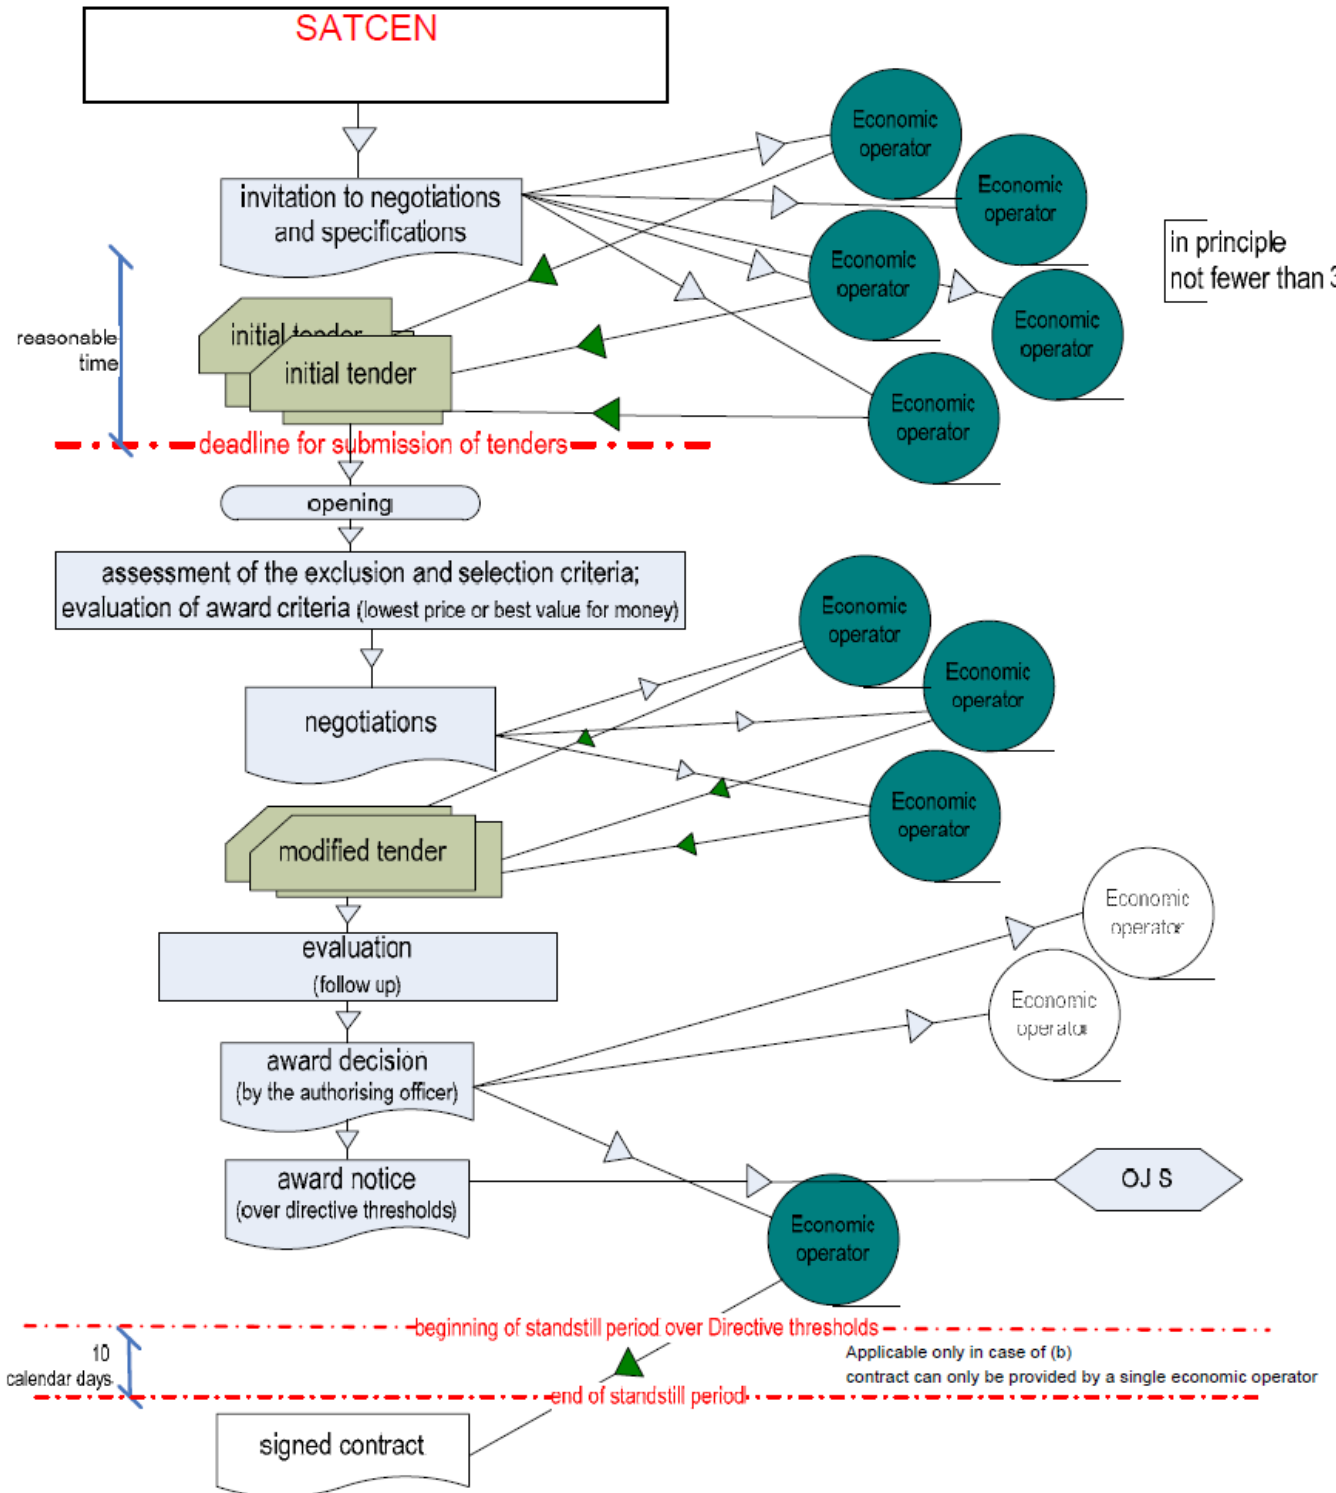 SATCEN
Economic
operator
invitation to negotiations
and specifications
Economic
operator
in principle
not fewer than 3
Economic
operator
Economic
operator
reasonable
time
initial tender
initial tender
Economic
operator
deadline for submission of tenders
opening
assessment of the exclusion and selection criteria;
evaluation of award criteria (lowest price or best value for money)
Economic
operator
Economic
operator
negotiations
Economic
operator
modified tender
Economic
operator
evaluation
(follow up)
Economic
operator
award decision
(by the authorising officer)
award notice
(over directive thresholds)
OJ S
Economic
operator
beginning of standstill period over Directive thresholds
10
calendar days
Applicable only in case of (b)
contract can only be provided by a single economic operator
end of standstill period
signed contract